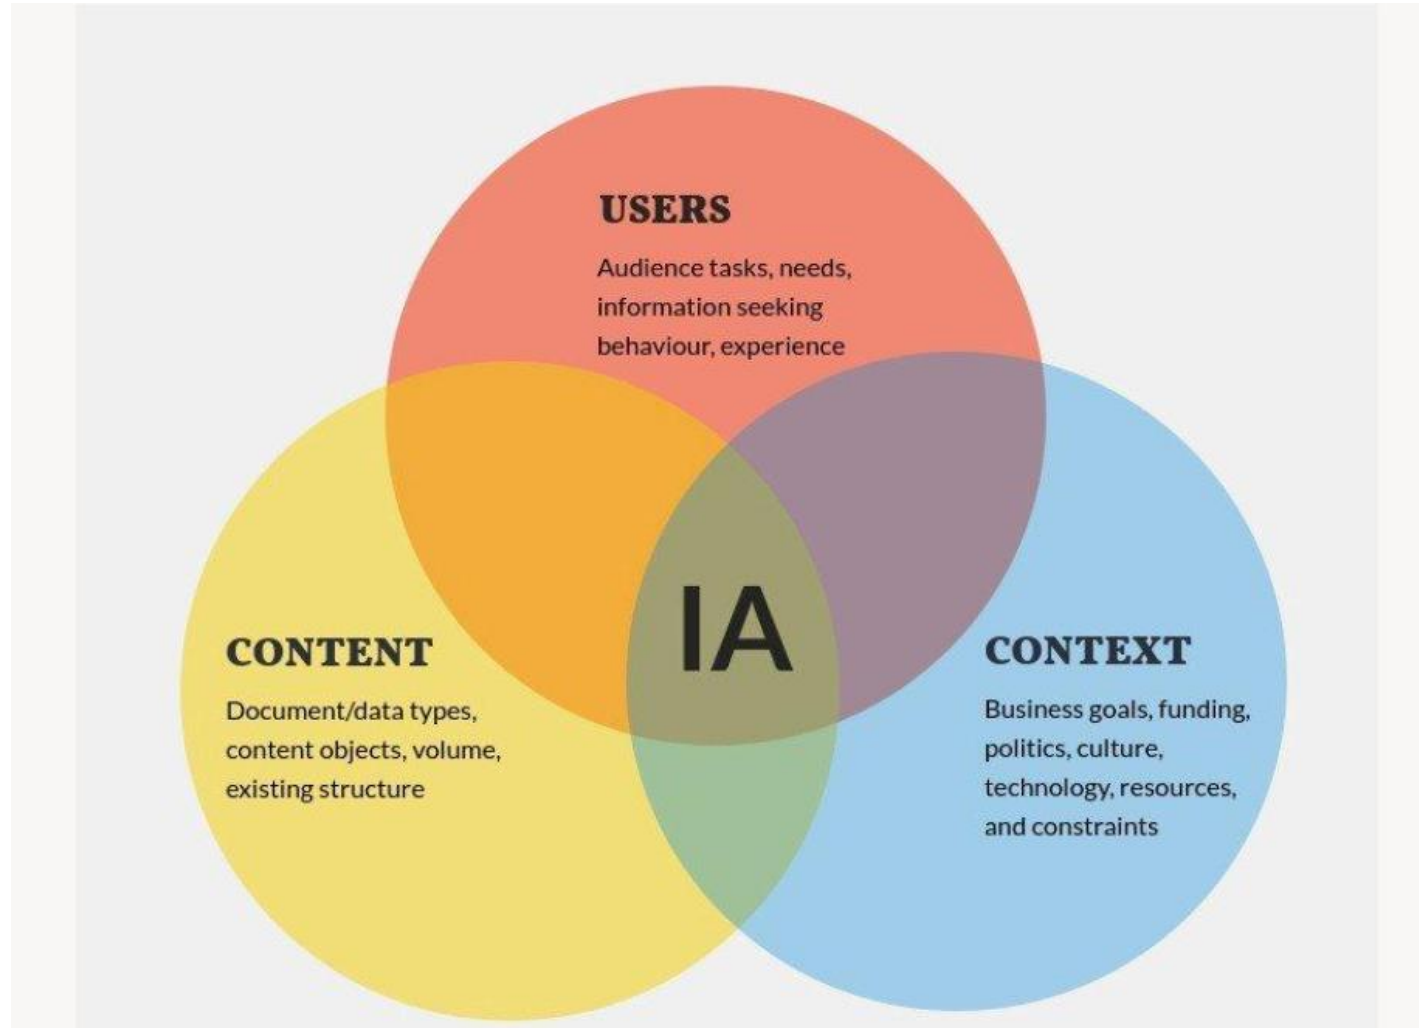 USERS
Audience tasks, needs,
information seeking
behaviour, experience
IA
CONTENT
Document/data types,
content objects, volume,
existing structure
CONTEXT
Business goals, funding,
politics, culture,
technology, resources,
and constraints